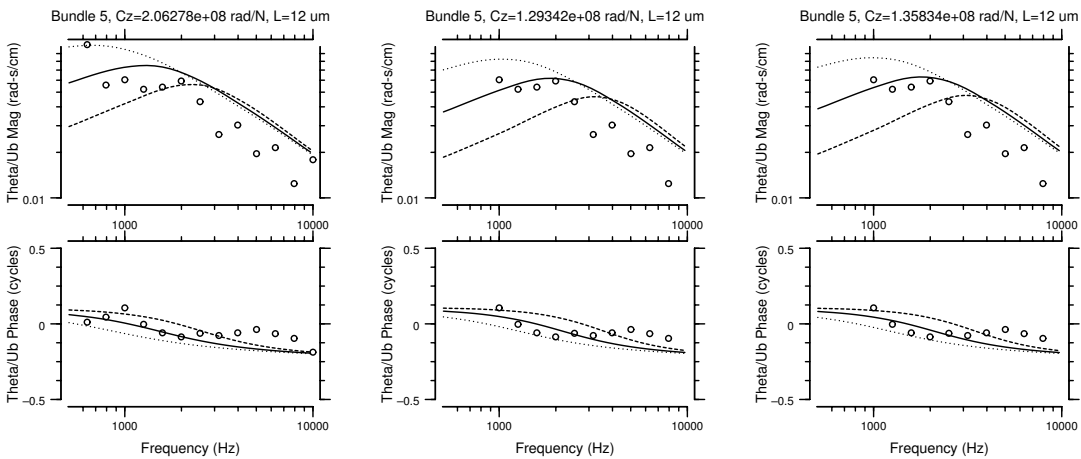 Bundle 5, Cz=2.06278e+08 rad/N, L=12 um
Theta/Ub Mag (rad-s/cm)
0.01
1000
10000
Theta/Ub Phase (cycles)
0.5
0
−0.5
1000
10000
Frequency (Hz)
Bundle 5, Cz=1.29342e+08 rad/N, L=12 um
Theta/Ub Mag (rad-s/cm)
0.01
1000
10000
Theta/Ub Phase (cycles)
0.5
0
−0.5
1000
10000
Frequency (Hz)
Bundle 5, Cz=1.35834e+08 rad/N, L=12 um
Theta/Ub Mag (rad-s/cm)
0.01
1000
10000
Theta/Ub Phase (cycles)
0.5
0
−0.5
1000
10000
Frequency (Hz)